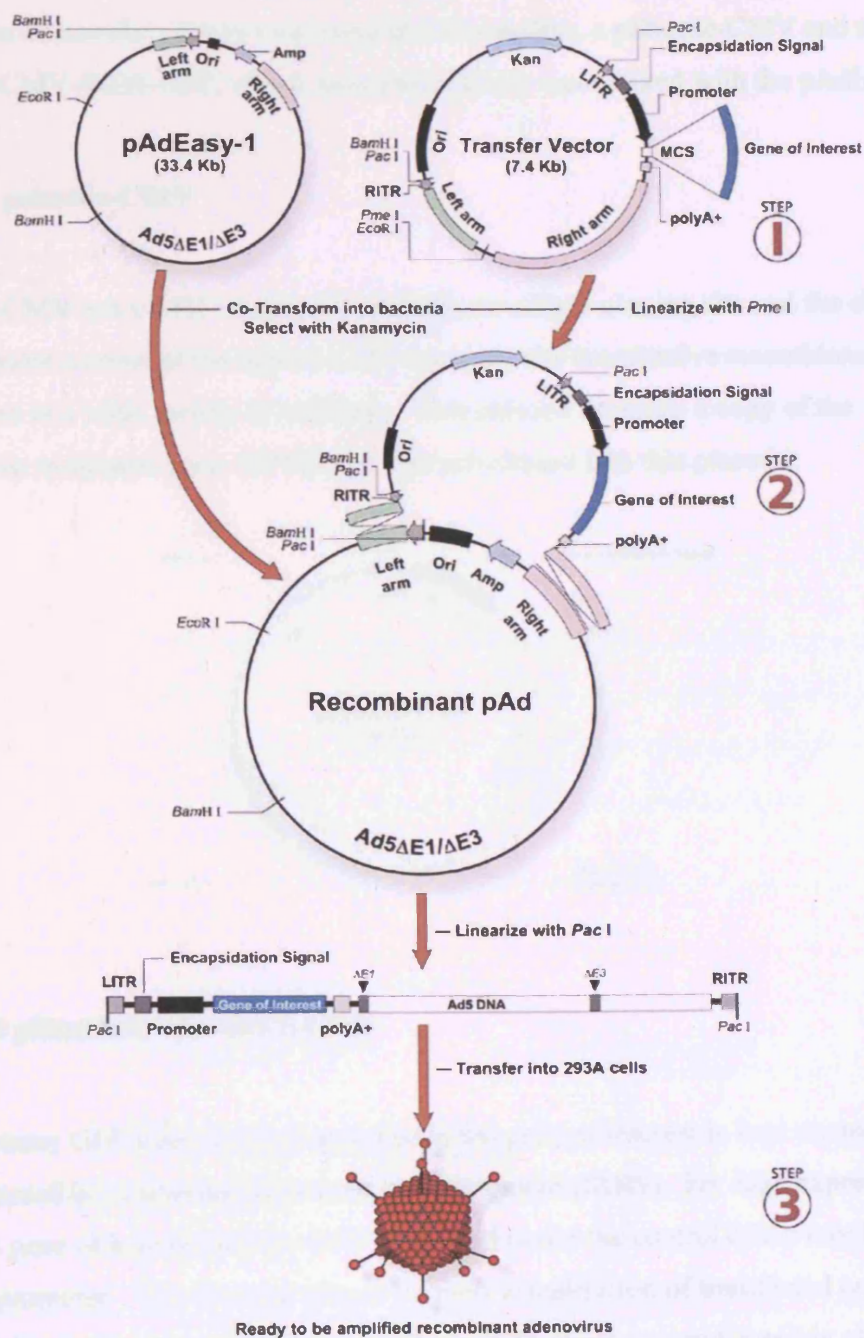 BamH I
Pac I
Left arm
Ori
Amp
Right arm
EcoR I
pAdEasy-1
(33.4 Kb)
BamH I
Ad5ΔE1/ΔE3
Kan
Pac I
Encapsidation Signal
LITR
Promoter
Ori
BamH I
Pac I
Transfer Vector
(7.4 Kb)
MCS
Gene of Interest
RITR
Left arm
Pme I
EcoR I
Right arm
polyA+
STEP
1
Co-Transform into bacteria
Select with Kanamycin
Linearize with Pme I
Kan
Pac I
LITR
Encapsidation Signal
Promoter
Ori
BamH I
Pac I
RITR
STEP
2
Gene of Interest
BamH I
Pac I
polyA+
Left arm
Ori
Amp
Right arm
EcoR I
Recombinant pAd
BamH I
Ad5ΔE1/ΔE3
Linearize with Pac I
Encapsidation Signal
LITR
ΔE1
ΔE3
RITR
Gene of Interest
Ad5 DNA
Pac I
Promoter
polyA+
Pac I
Transfer into 293A cells
STEP
3
Ready to be amplified recombinant adenovirus